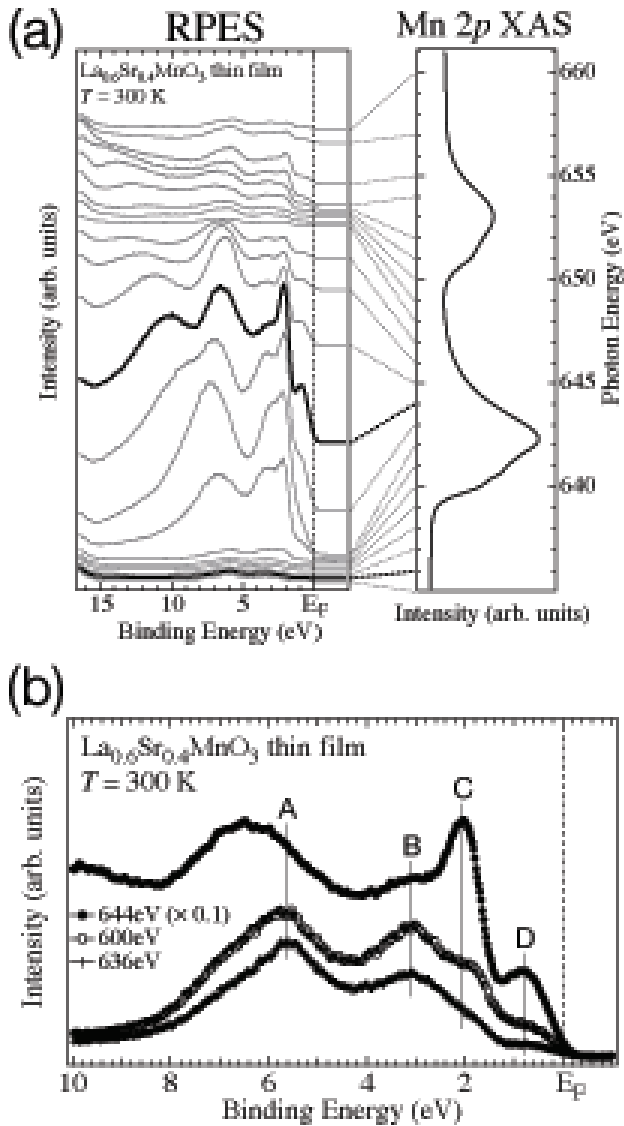 (a)
RPES
Mn 2p XAS
La0.6Sr0.4MnO3 thin film
T = 300 K
Intensity (arb. units)
15
10
5
EF
Binding Energy (eV)
660
655
650
645
640
Photon Energy (eV)
Intensity (arb. units)
(b)
La0.6Sr0.4MnO3 thin film
T = 300 K
A
B
C
D
644eV (× 0.1)
600eV
636eV
Intensity (arb. units)
10
8
6
4
2
EF
Binding Energy (eV)